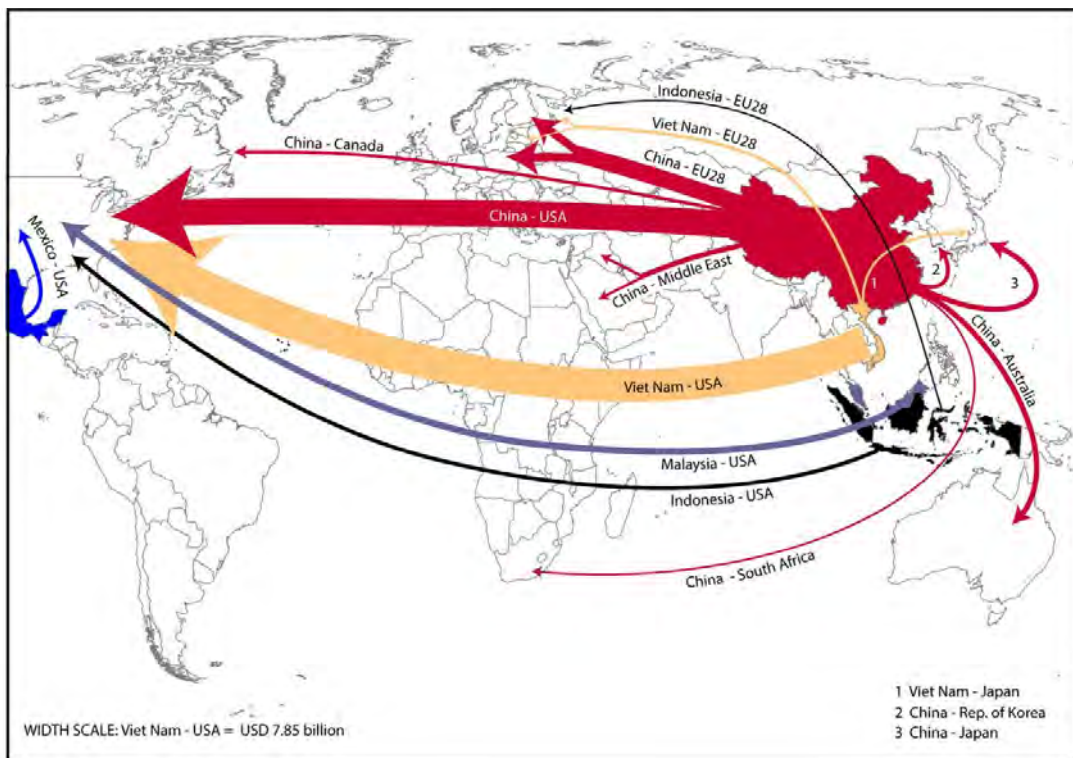 Indonesia - EU28
Viet Nam - EU28
China - Canada
China - EU28
China - USA
Mexico - USA
China - Middle East
1
2
3
China - Australia
Viet Nam - USA
Malaysia - USA
Indonesia - USA
China - South Africa
1 Viet Nam - Japan
2 China - Rep. of Korea
3 China - Japan
WIDTH SCALE: Viet Nam - USA = USD 7.85 billion